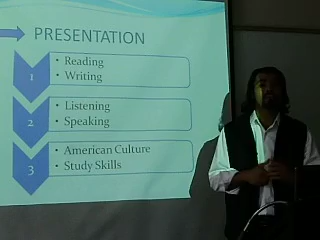 PRESENTATION
1
• Reading
• Writing
2
• Listening
• Speaking
3
• American Culture
• Study Skills